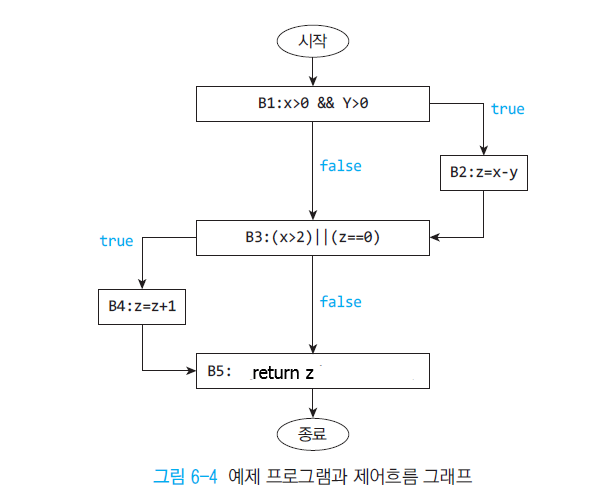 시작
B1:x>0 && Y>0
true
false
B2:z=x-y
B3:(x>2)||(z==0)
true
false
B4:z=z+1
B5: return z
종료
그림 6-4 예제 프로그램과 제어흐름 그래프